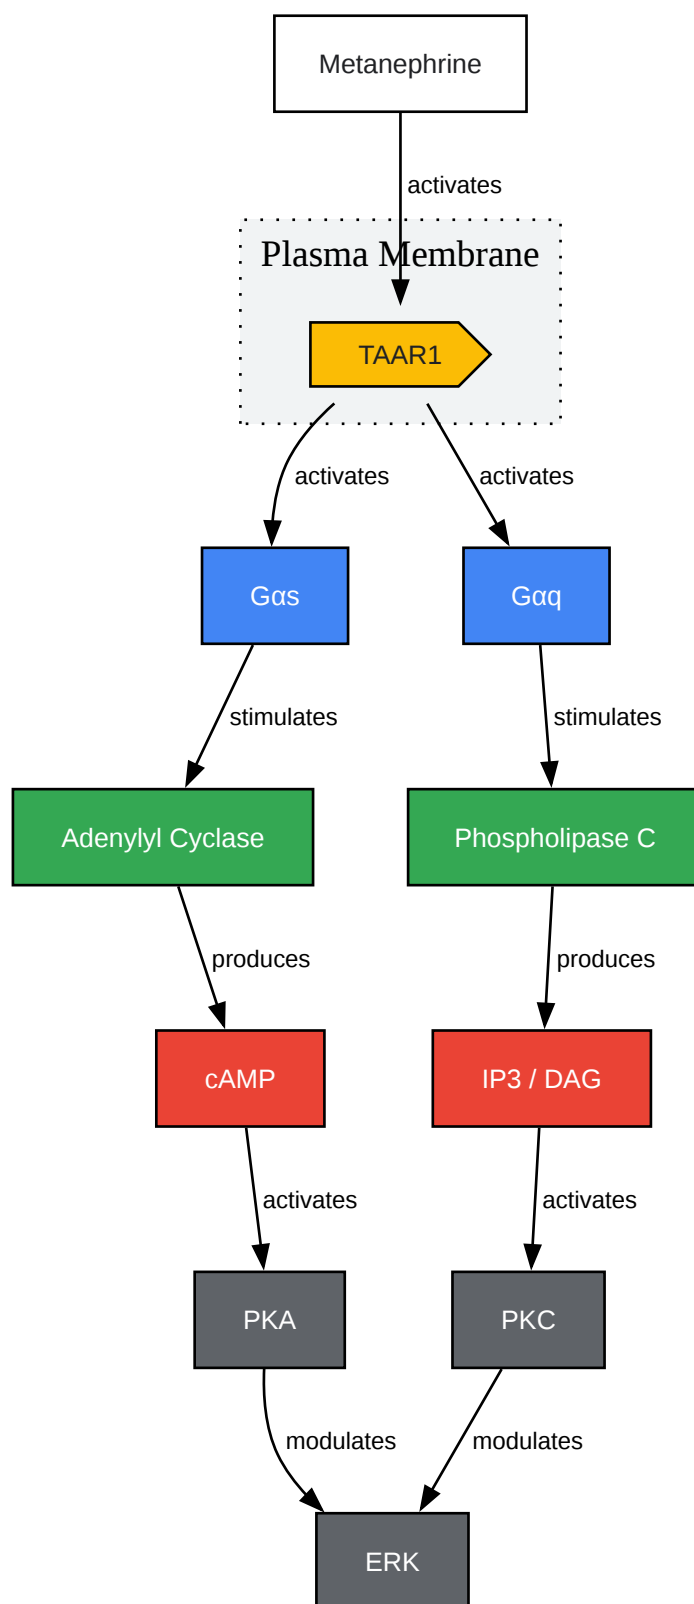 Metanephrine
activates
Plasma Membrane
TAAR1
activates
activates
Gαs
Gαq
stimulates
stimulates
Adenylyl Cyclase
Phospholipase C
produces
produces
cAMP
IP3 / DAG
activates
activates
PKA
PKC
modulates
modulates
ERK